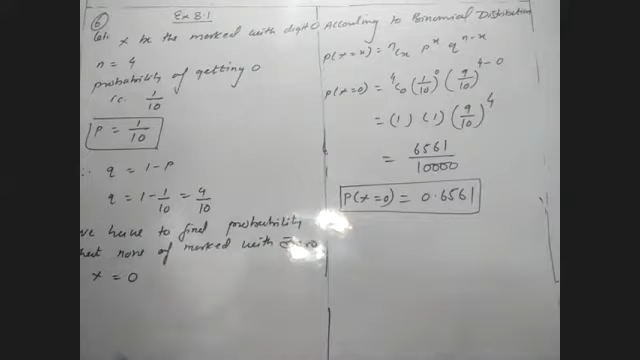 Ex 8.1
6
Let x be the marked with digit 0
n = 4
probability of getting 0
is 1/10
P = 1/10
∴ q = 1 - P
q = 1 - 1/10 = 9/10
we have to find probability
that none of marked with zero
x = 0
According to Binomial Distribution
P(x=x) = ⁿCₓ Pˣ qⁿ⁻ˣ
P(x=0) = ⁴C₀ (1/10)⁰ (9/10)⁴⁻⁰
= (1) (1) (9/10)⁴
= 6561/10000
P(x=0) = 0.6561